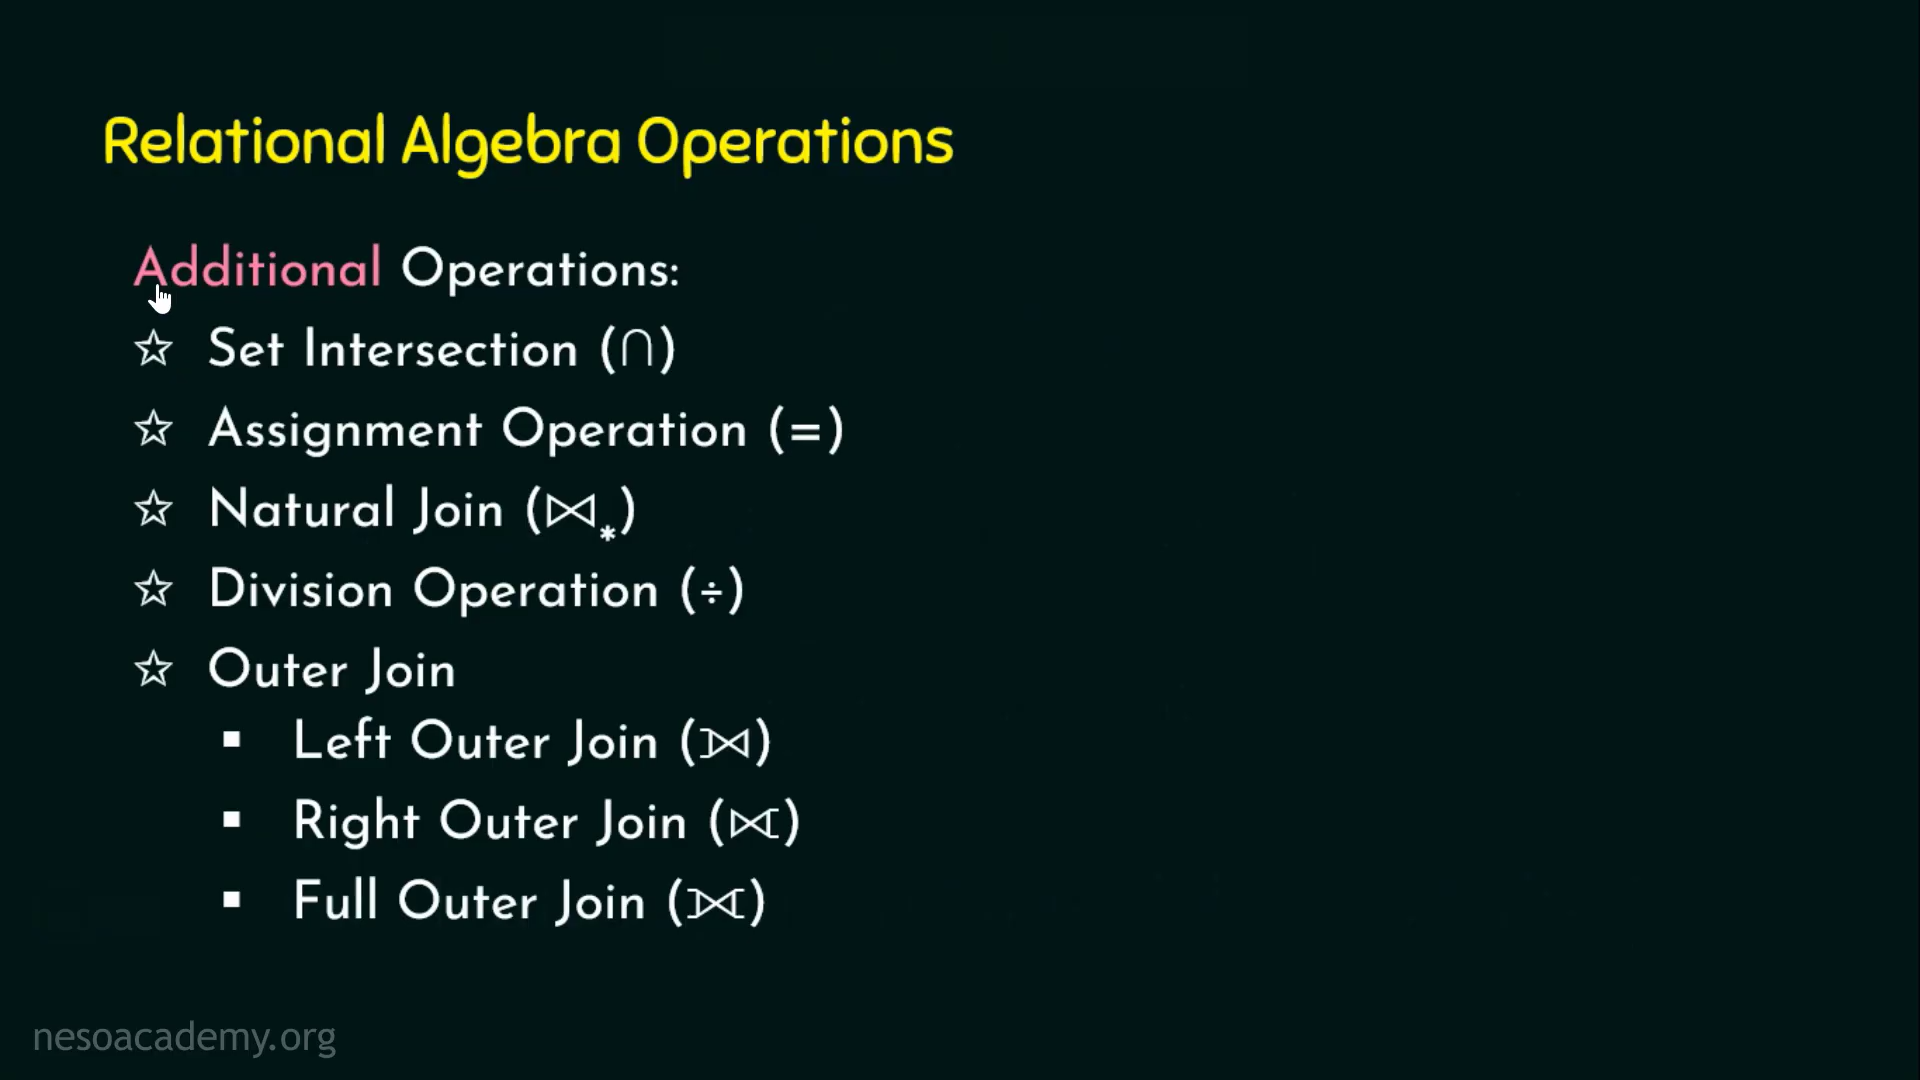 Relational Algebra Operations
Additional Operations:
☆ Set Intersection (∩)
☆ Assignment Operation (=)
☆ Natural Join (⋈*)
☆ Division Operation (÷)
☆ Outer Join
▪ Left Outer Join (⟕)
▪ Right Outer Join (⟖)
▪ Full Outer Join (⟗)
nesoacademy.org